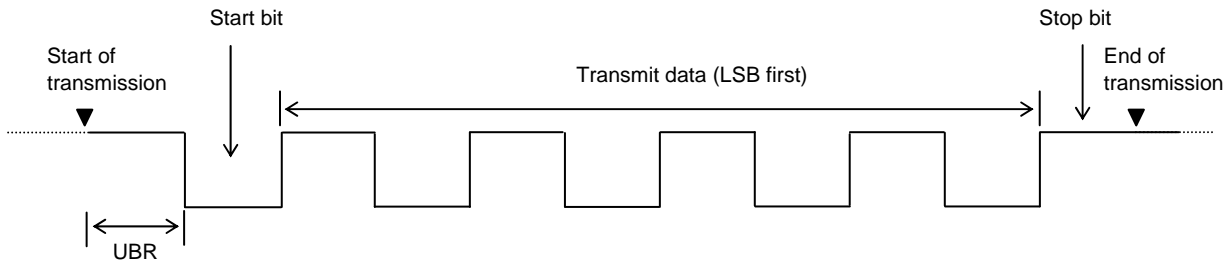 Start bit
Stop bit
Start of
transmission
Transmit data (LSB first)
End of
transmission
UBR